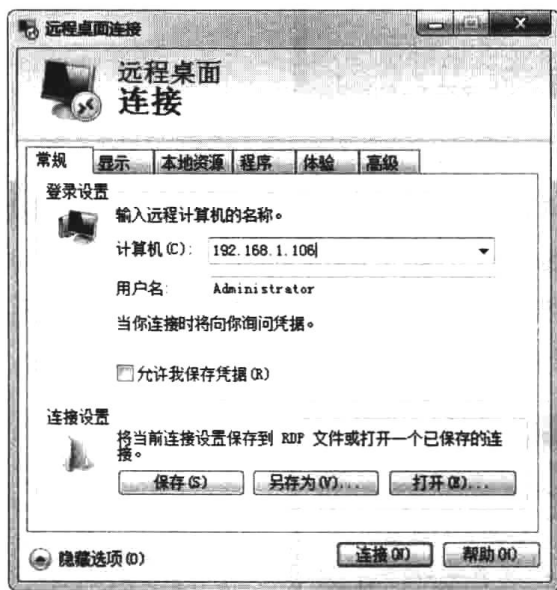 远程桌面连接
远程桌面
连接
常规 显示 本地资源 程序 体验 高级
登录设置
输入远程计算机的名称。
计算机(C): 192.168.1.106
用户名: Administrator
当你连接时将向你询问凭据。
允许我保存凭据(R)
连接设置
将当前连接设置保存到 RDP 文件或打开一个已保存的连
接。
保存(S) 另存为(V)... 打开(E)...
隐藏选项(O) 连接(N) 帮助(H)